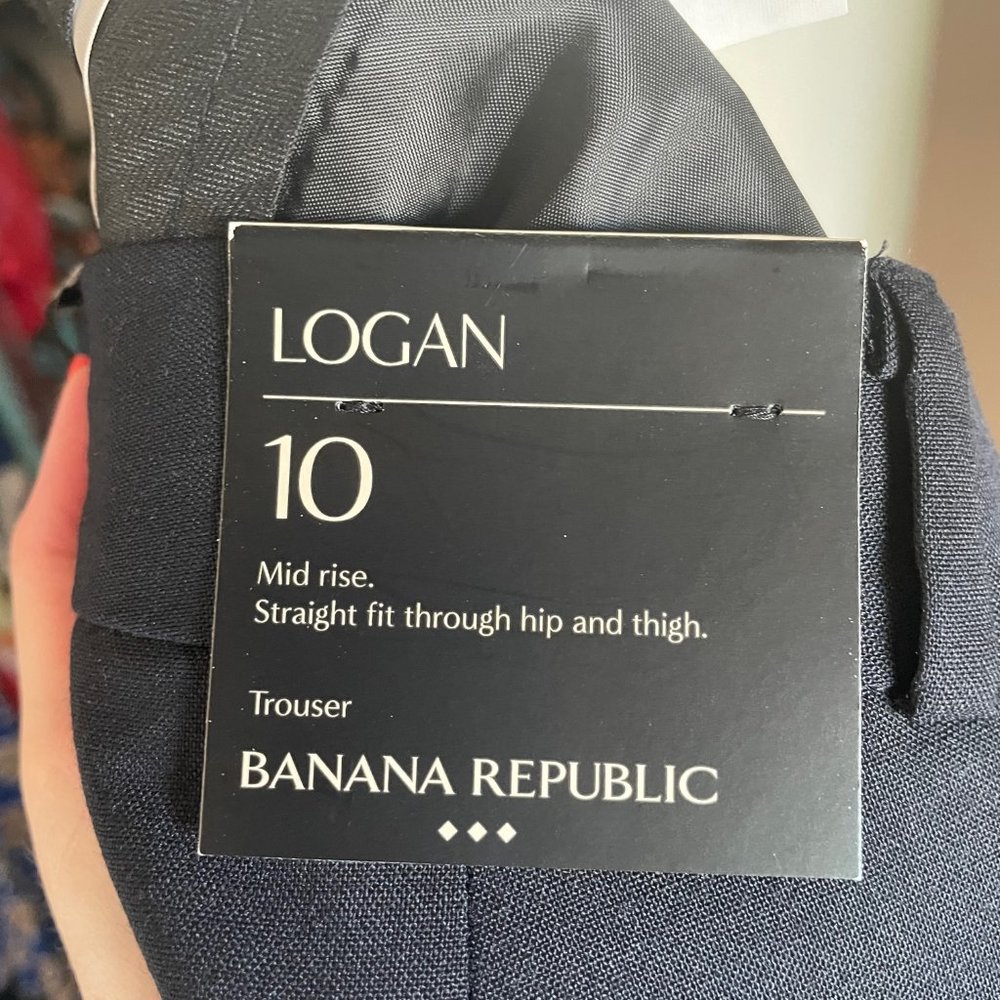 LOGAN
10
Mid rise.
Straight fit through hip and thigh.
Trouser
BANANA REPUBLIC